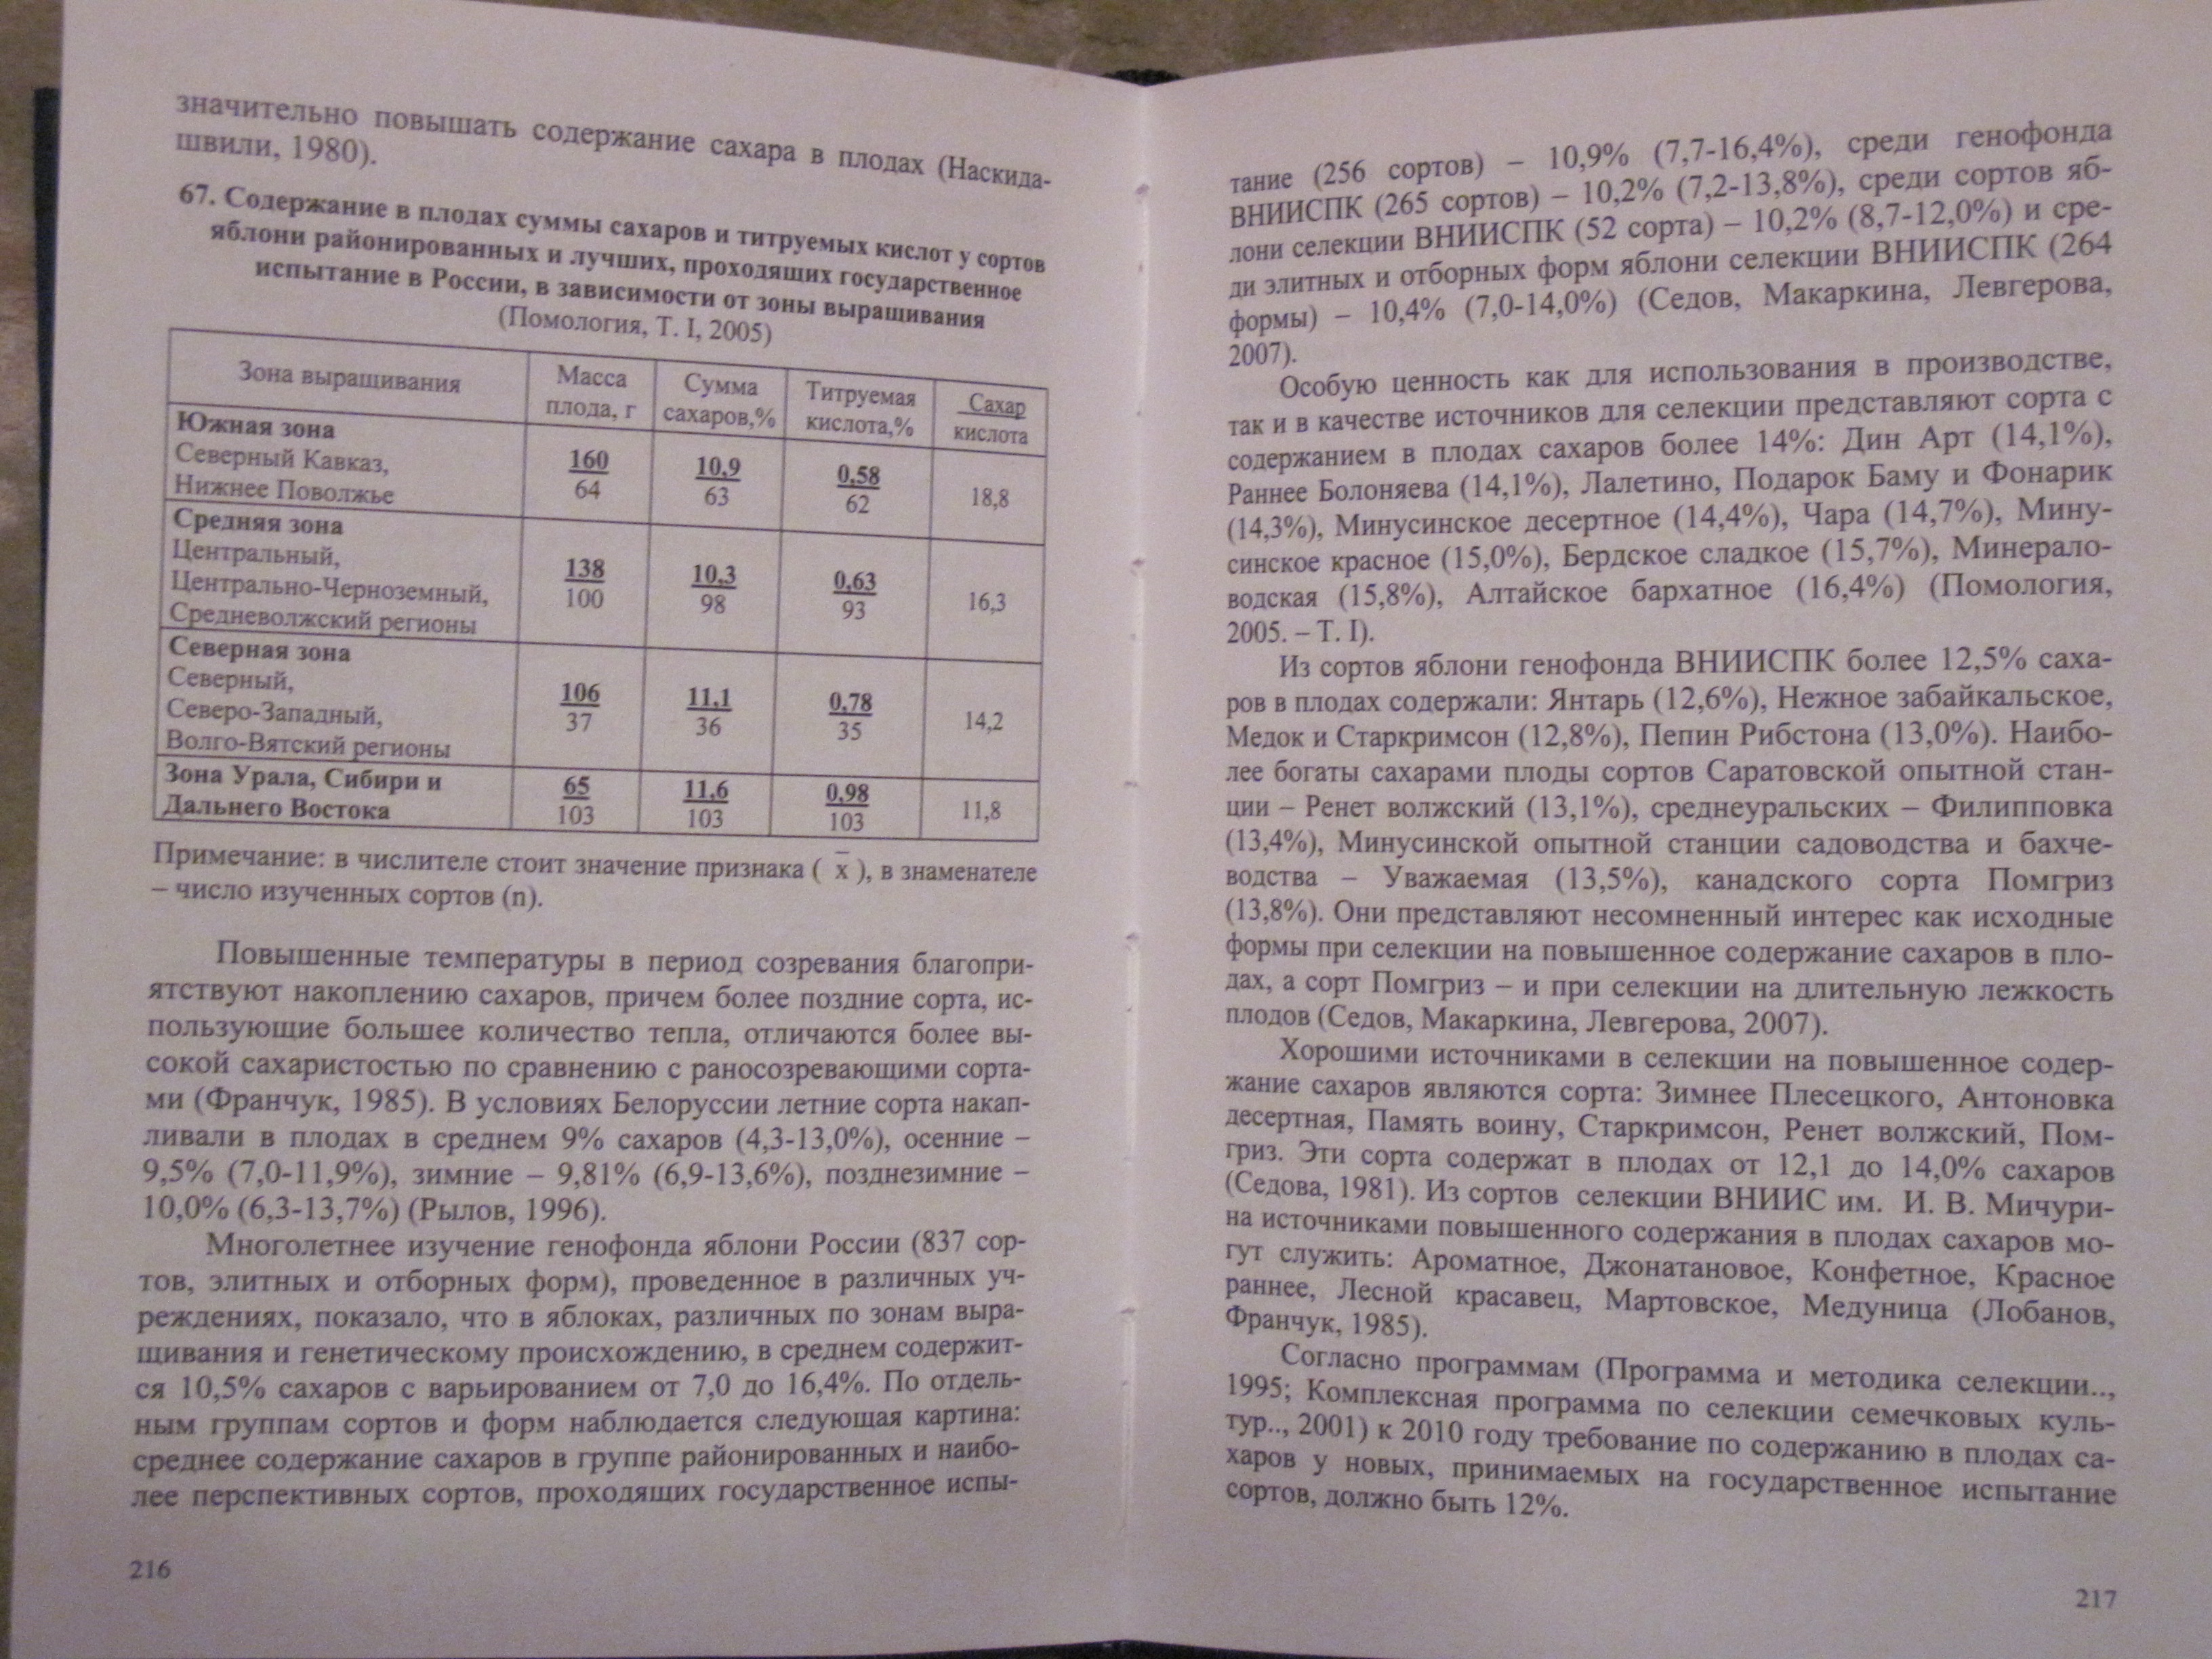 значительно повышать содержание сахара в плодах (Наскида-
швили, 1980).
67. Содержание в плодах суммы сахаров и титруемых кислот у сортов
яблони районированных и лучших, проходящих государственное
испытание в России, в зависимости от зоны выращивания
(Помология, Т. I, 2005)
Зона выращивания
Масса
плода, г
Сумма
сахаров,%
Титруемая
кислота,%
Сахар
кислота
Южная зона
Северный Кавказ,
Нижнее Поволжье
160
64
10,9
63
0,58
62
18,8
Средняя зона
Центральный,
Центрально-Черноземный,
Средневолжский регионы
138
100
10,3
98
0,63
93
16,3
Северная зона
Северный,
Северо-Западный,
Волго-Вятский регионы
106
37
11,1
36
0,78
35
14,2
Зона Урала, Сибири и
Дальнего Востока
65
103
11,6
103
0,98
103
11,8
Примечание: в числителе стоит значение признака ( x̄ ), в знаменателе
– число изученных сортов (n).
Повышенные температуры в период созревания благопри-
ятствуют накоплению сахаров, причем более поздние сорта, ис-
пользующие большее количество тепла, отличаются более вы-
сокой сахаристостью по сравнению с раносозревающими сорта-
ми (Франчук, 1985). В условиях Белоруссии летние сорта накап-
ливали в плодах в среднем 9% сахаров (4,3-13,0%), осенние –
9,5% (7,0-11,9%), зимние – 9,81% (6,9-13,6%), позднезимние –
10,0% (6,3-13,7%) (Рылов, 1996).
Многолетнее изучение генофонда яблони России (837 сор-
тов, элитных и отборных форм), проведенное в различных уч-
реждениях, показало, что в яблоках, различных по зонам выра-
щивания и генетическому происхождению, в среднем содержит-
ся 10,5% сахаров с варьированием от 7,0 до 16,4%. По отдель-
ным группам сортов и форм наблюдается следующая картина:
среднее содержание сахаров в группе районированных и наибо-
лее перспективных сортов, проходящих государственное испы-
216
тание (256 сортов) – 10,9% (7,7-16,4%), среди генофонда
ВНИИСПК (265 сортов) – 10,2% (7,2-13,8%), среди сортов яб-
лони селекции ВНИИСПК (52 сорта) – 10,2% (8,7-12,0%) и сре-
ди элитных и отборных форм яблони селекции ВНИИСПК (264
формы) – 10,4% (7,0-14,0%) (Седов, Макаркина, Левгерова,
2007).
Особую ценность как для использования в производстве,
так и в качестве источников для селекции представляют сорта с
содержанием в плодах сахаров более 14%: Дин Арт (14,1%),
Раннее Болоняева (14,1%), Лалетино, Подарок Баму и Фонарик
(14,3%), Минусинское десертное (14,4%), Чара (14,7%), Мину-
синское красное (15,0%), Бердское сладкое (15,7%), Минерало-
водская (15,8%), Алтайское бархатное (16,4%) (Помология,
2005. – Т. I).
Из сортов яблони генофонда ВНИИСПК более 12,5% саха-
ров в плодах содержали: Янтарь (12,6%), Нежное забайкальское,
Медок и Старкримсон (12,8%), Пепин Рибстона (13,0%). Наибо-
лее богаты сахарами плоды сортов Саратовской опытной стан-
ции – Ренет волжский (13,1%), среднеуральских – Филипповка
(13,4%), Минусинской опытной станции садоводства и бахче-
водства – Уважаемая (13,5%), канадского сорта Помгриз
(13,8%). Они представляют несомненный интерес как исходные
формы при селекции на повышенное содержание сахаров в пло-
дах, а сорт Помгриз – и при селекции на длительную лежкость
плодов (Седов, Макаркина, Левгерова, 2007).
Хорошими источниками в селекции на повышенное содер-
жание сахаров являются сорта: Зимнее Плесецкого, Антоновка
десертная, Память воину, Старкримсон, Ренет волжский, Пом-
гриз. Эти сорта содержат в плодах от 12,1 до 14,0% сахаров
(Седова, 1981). Из сортов селекции ВНИИС им. И. В. Мичури-
на источниками повышенного содержания в плодах сахаров мо-
гут служить: Ароматное, Джонатановое, Конфетное, Красное
раннее, Лесной красавец, Мартовское, Медуница (Лобанов,
Франчук, 1985).
Согласно программам (Программа и методика селекции..,
1995; Комплексная программа по селекции семечковых куль-
тур.., 2001) к 2010 году требование по содержанию в плодах са-
харов у новых, принимаемых на государственное испытание
сортов, должно быть 12%.
217